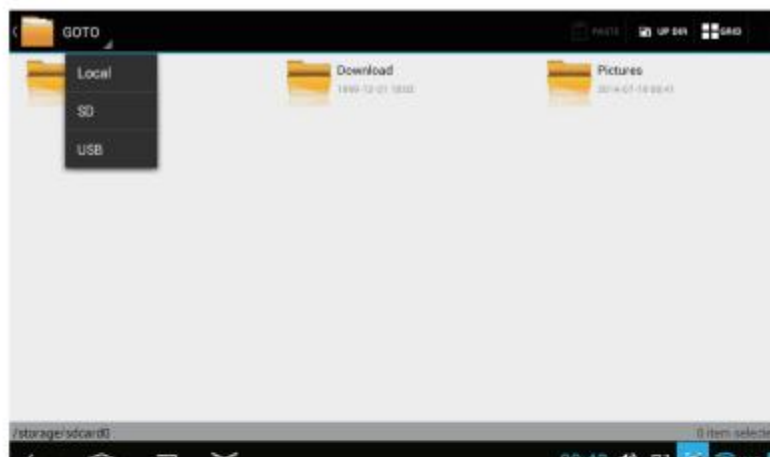 GOTO
PASTE
UP DIR
GRID
Local
SD
USB
Download
Pictures
/storage/sdcard0
0 item selecte